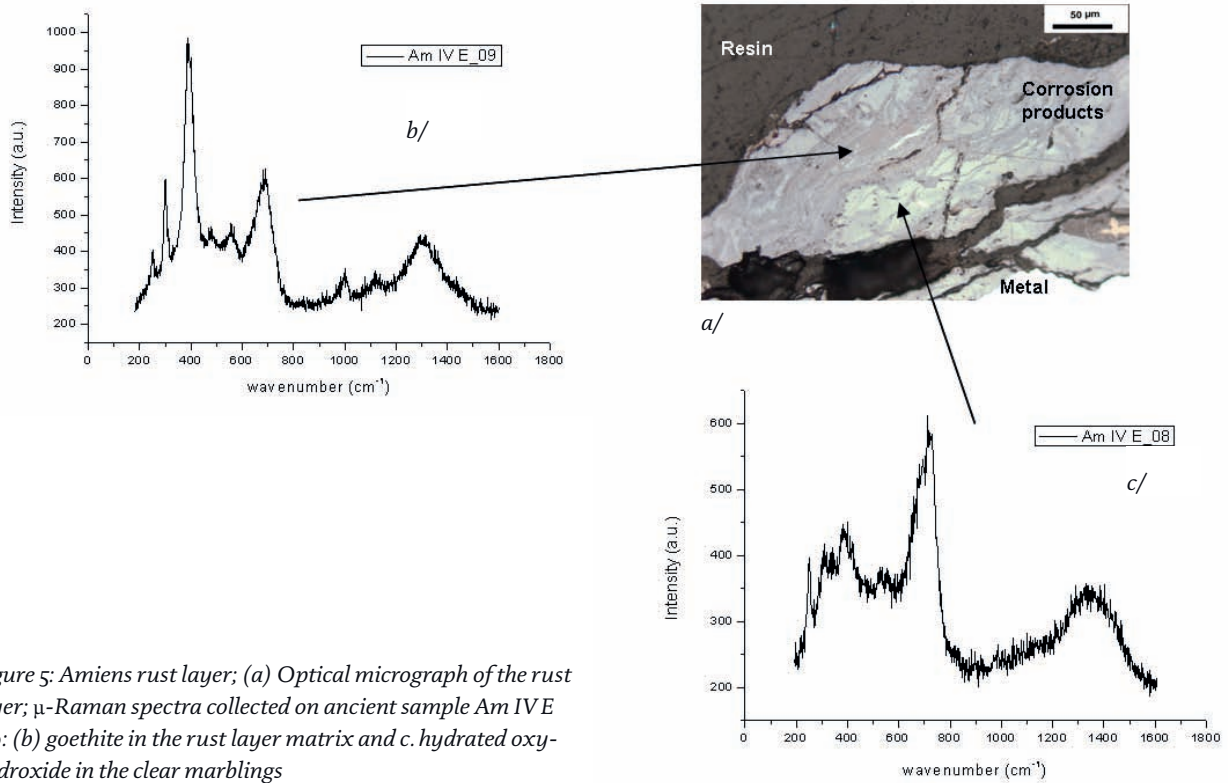 1000
900
800
700
600
500
400
300
200
Intensity (a.u.)
0 200 400 600 800 1000 1200 1400 1600 1800
wavenumber (cm⁻¹)
Am IV E_09
b/
50 µm
Resin
Corrosion
products
Metal
a/
600
500
400
300
200
Intensity (a.u.)
0 200 400 600 800 1000 1200 1400 1600 1800
wavenumber (cm⁻¹)
Am IV E_08
c/
gure 5: Amiens rust layer; (a) Optical micrograph of the rust
yer; µ-Raman spectra collected on ancient sample Am IV E
: (b) goethite in the rust layer matrix and c. hydrated oxy-
droxide in the clear marblings